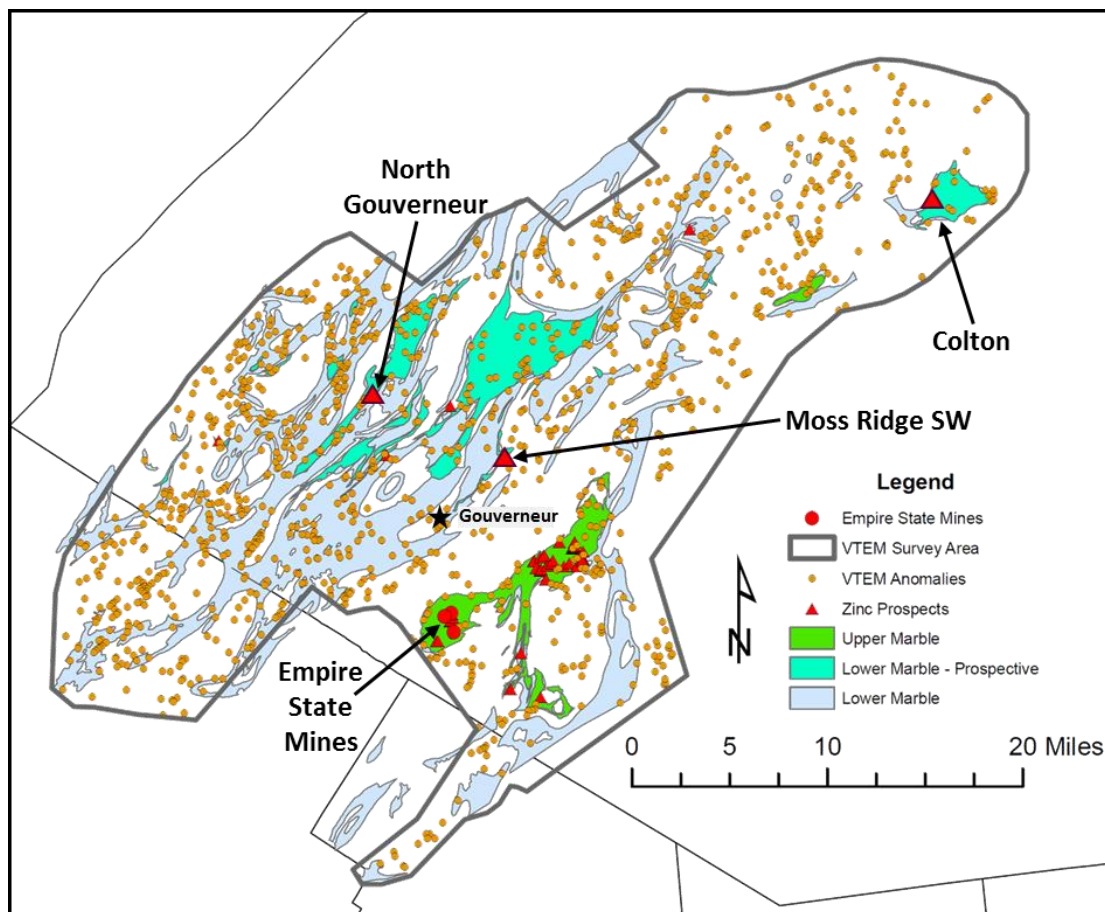 North
Gouverneur
Colton
Moss Ridge SW
Gouverneur
Empire
State
Mines
N
Legend
Empire State Mines
VTEM Survey Area
VTEM Anomalies
Zinc Prospects
Upper Marble
Lower Marble - Prospective
Lower Marble
0 5 10 20 Miles